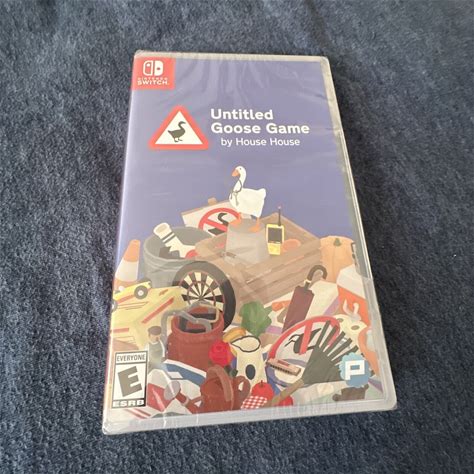 NINTENDO
SWITCH
Untitled
Goose Game
by House House
EVERYONE
E
ESRB
P